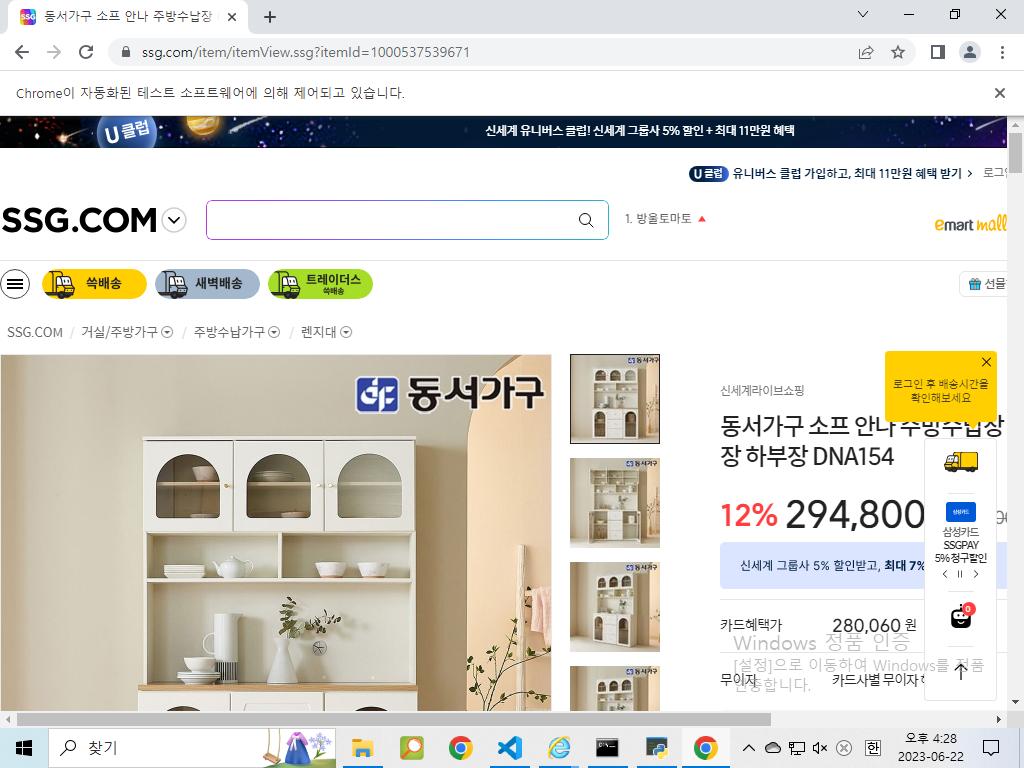 동서가구 소프 안나 주방수납장
ssg.com/item/itemView.ssg?itemId=1000537539671
Chrome이 자동화된 테스트 소프트웨어에 의해 제어되고 있습니다.
U클럽
신세계 유니버스 클럽! 신세계 그룹사 5% 할인 + 최대 11만원 혜택
U 클럽 유니버스 클럽 가입하고, 최대 11만원 혜택 받기
SSG.COM
1. 방울토마토
emart mall
쓱배송
새벽배송
트레이더스
쓱배송
선물
SSG.COM / 거실/주방가구 / 주방수납가구 / 렌지대
동서가구
신세계라이브쇼핑
로그인 후 배송시간을
확인해보세요
동서가구 소프 안나 주방수납장
장 하부장 DNA154
12% 294,800
삼성카드
삼성카드
SSGPAY
5% 청구할인
신세계 그룹사 5% 할인받고, 최대 7%
카드혜택가 280,060 원
0
Windows 정품 인증
[설정]으로 이동하여 Windows를 정품
인증합니다.
무이자 카드사별 무이자
찾기
한
오후 4:28
2023-06-22